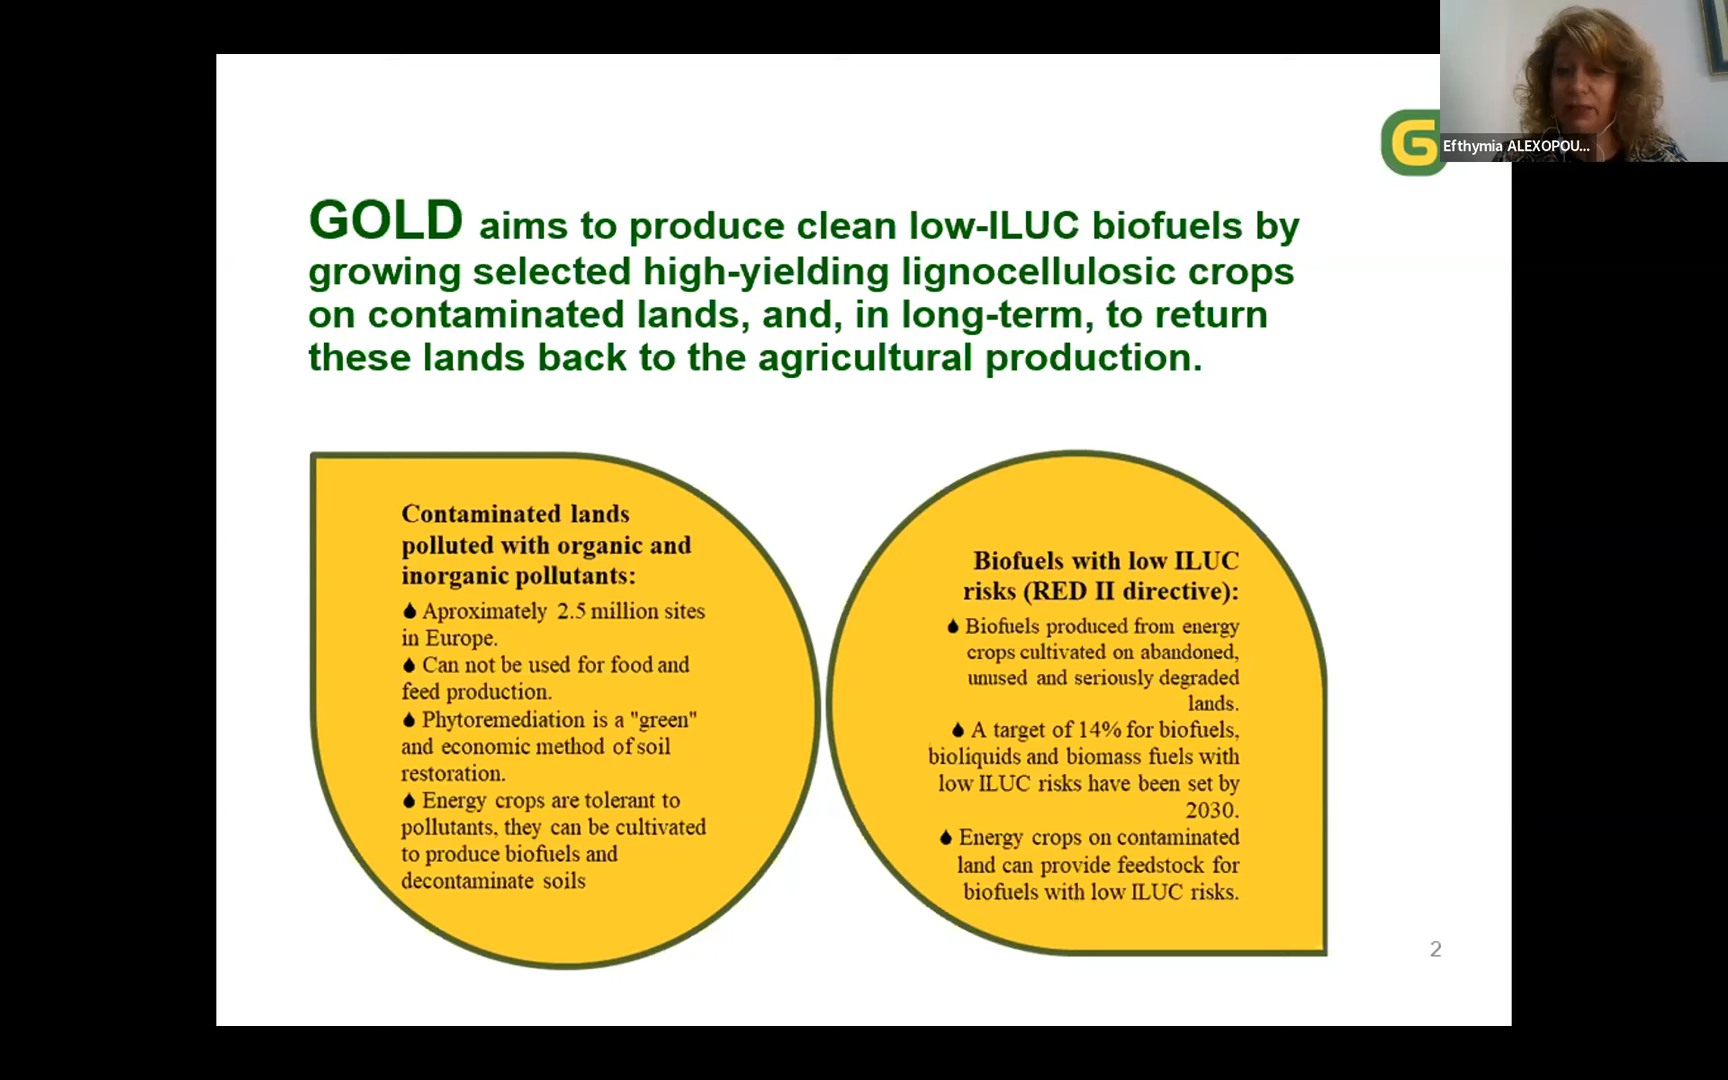 G
Efthymia ALEXOPOU...
GOLD aims to produce clean low-ILUC biofuels by
growing selected high-yielding lignocellulosic crops
on contaminated lands, and, in long-term, to return
these lands back to the agricultural production.
Contaminated lands
polluted with organic and
inorganic pollutants:
Aproximately 2.5 million sites
in Europe.
Can not be used for food and
feed production.
Phytoremediation is a "green"
and economic method of soil
restoration.
Energy crops are tolerant to
pollutants, they can be cultivated
to produce biofuels and
decontaminate soils
Biofuels with low ILUC
risks (RED II directive):
Biofuels produced from energy
crops cultivated on abandoned,
unused and seriously degraded
lands.
A target of 14% for biofuels,
bioliquids and biomass fuels with
low ILUC risks have been set by
2030.
Energy crops on contaminated
land can provide feedstock for
biofuels with low ILUC risks.
2